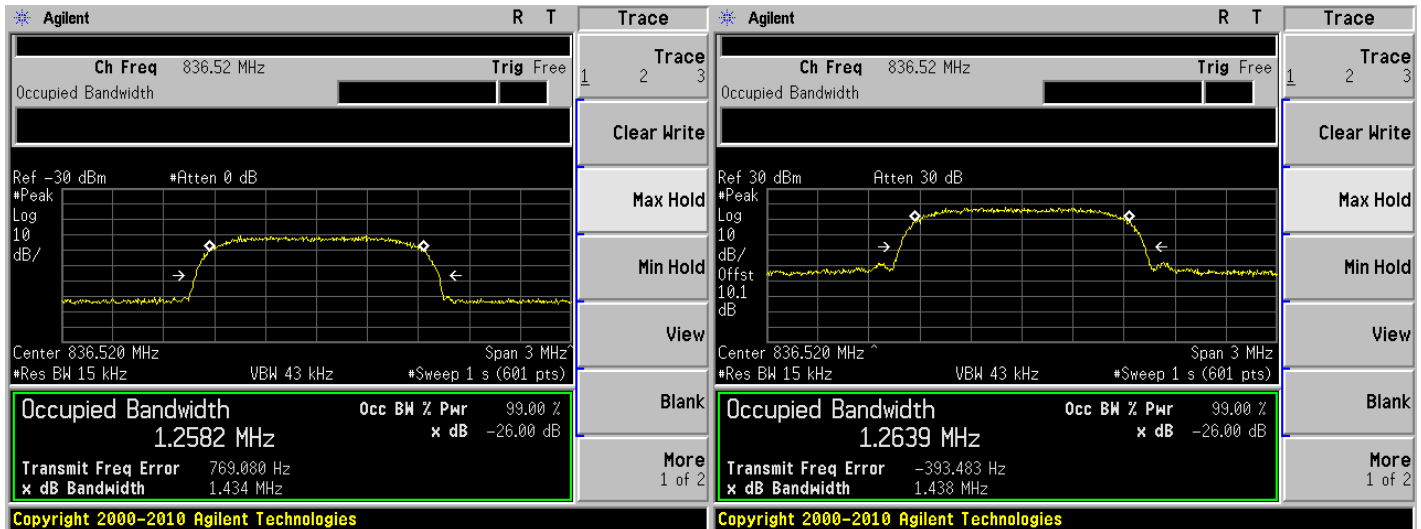 Agilent R T Trace
Ch Freq 836.52 MHz Trig Free
Occupied Bandwidth
Ref -30 dBm #Atten 0 dB
#Peak
Log
10
dB/
Center 836.520 MHz Span 3 MHz^
#Res BW 15 kHz VBW 43 kHz #Sweep 1 s (601 pts)
Occupied Bandwidth Occ BW % Pwr 99.00 %
1.2582 MHz x dB -26.00 dB
Transmit Freq Error 769.080 Hz
x dB Bandwidth 1.434 MHz
Copyright 2000-2010 Agilent Technologies
Trace
1 2 3
Clear Write
Max Hold
Min Hold
View
Blank
More
1 of 2
Agilent R T Trace
Ch Freq 836.52 MHz Trig Free
Occupied Bandwidth
Ref 30 dBm Atten 30 dB
#Peak
Log
10
dB/
Offst
10.1
dB
Center 836.520 MHz ^ Span 3 MHz
#Res BW 15 kHz VBW 43 kHz #Sweep 1 s (601 pts)
Occupied Bandwidth Occ BW % Pwr 99.00 %
1.2639 MHz x dB -26.00 dB
Transmit Freq Error -393.483 Hz
x dB Bandwidth 1.438 MHz
Copyright 2000-2010 Agilent Technologies
Trace
1 2 3
Clear Write
Max Hold
Min Hold
View
Blank
More
1 of 2